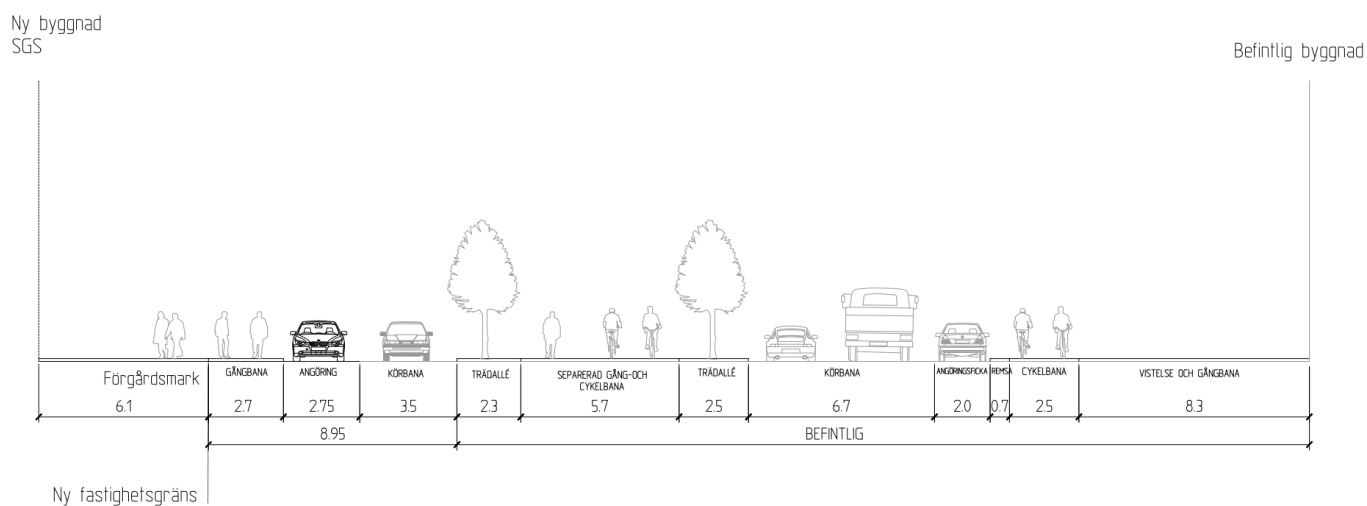 Ny byggnad
SGS
Befintlig byggnad
Förgårdsmark
GÅNGBANA
ANGÖRING
KÖRBANA
TRÄDALLÉ
SEPARERAD GÅNG-OCH
CYKELBANA
TRÄDALLÉ
KÖRBANA
ANGÖRINGSFICKA
REMSA
CYKELBANA
VISTELSE OCH GÅNGBANA
6.1
2.7
2.75
3.5
2.3
5.7
2.5
6.7
2.0
0.7
2.5
8.3
8.95
BEFINTLIG
Ny fastighetsgräns